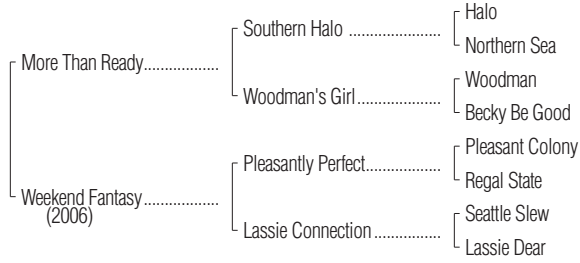 Halo
Southern Halo ..................
Northern Sea
More Than Ready................
Woodman
Woodman's Girl...................
Becky Be Good
Pleasant Colony
Pleasantly Perfect................
Regal State
Weekend Fantasy................
(2006)
Seattle Slew
Lassie Connection ..............
Lassie Dear